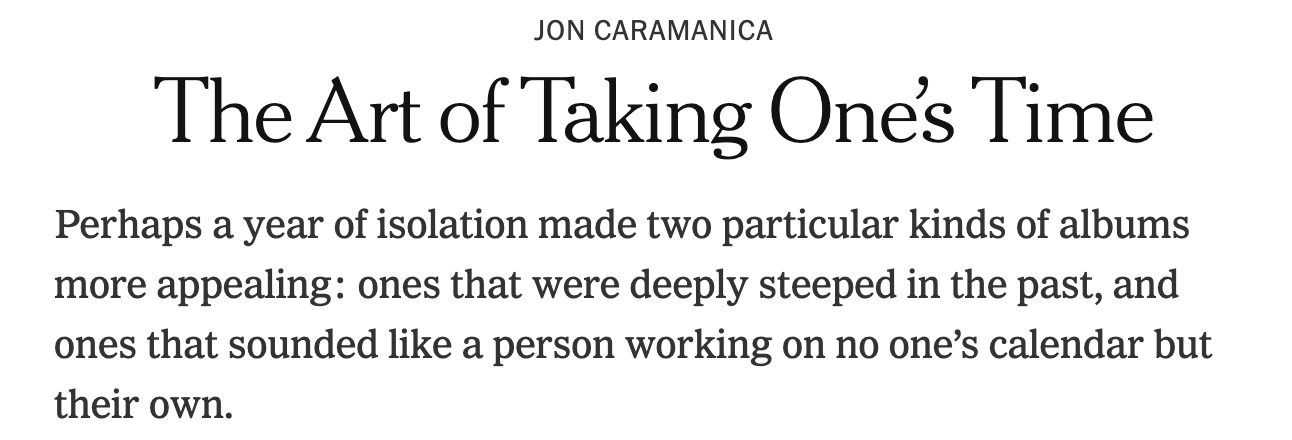 JON CARAMANICA
The Art of Taking One’s Time
Perhaps a year of isolation made two particular kinds of albums
more appealing: ones that were deeply steeped in the past, and
ones that sounded like a person working on no one’s calendar but
their own.